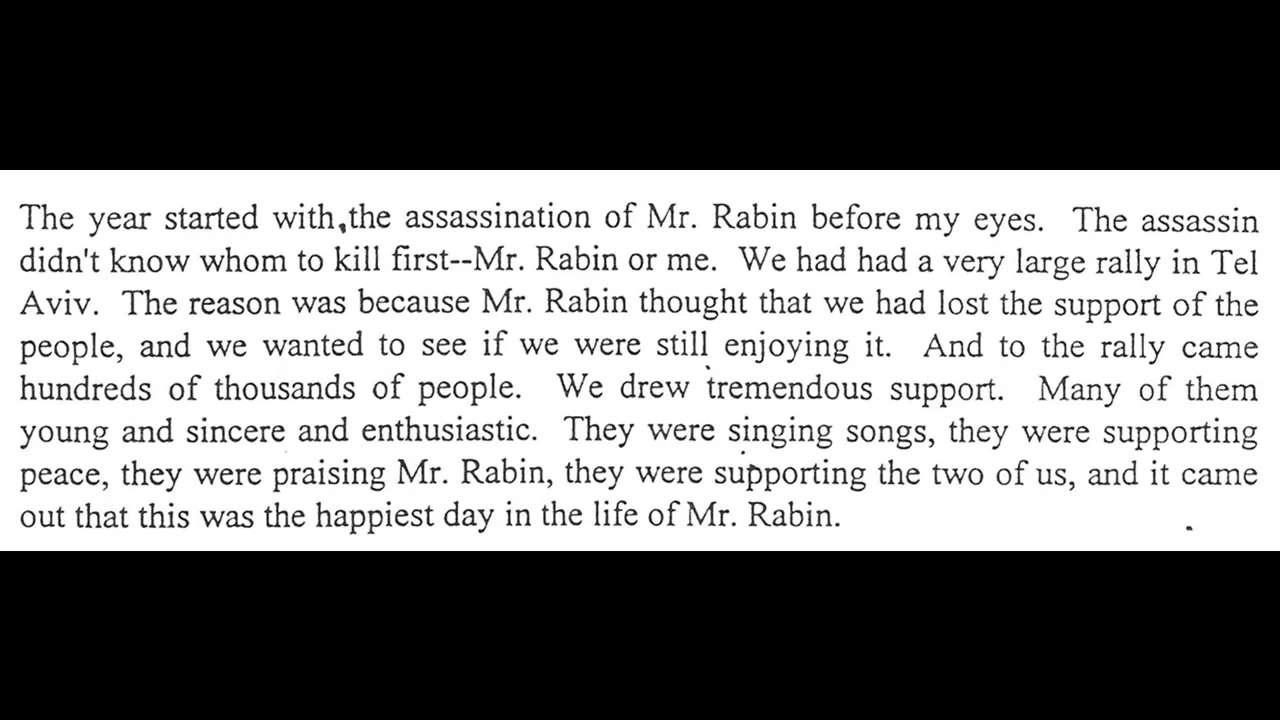 The year started with the assassination of Mr. Rabin before my eyes. The assassin
didn't know whom to kill first--Mr. Rabin or me. We had had a very large rally in Tel
Aviv. The reason was because Mr. Rabin thought that we had lost the support of the
people, and we wanted to see if we were still enjoying it. And to the rally came
hundreds of thousands of people. We drew tremendous support. Many of them
young and sincere and enthusiastic. They were singing songs, they were supporting
peace, they were praising Mr. Rabin, they were supporting the two of us, and it came
out that this was the happiest day in the life of Mr. Rabin.